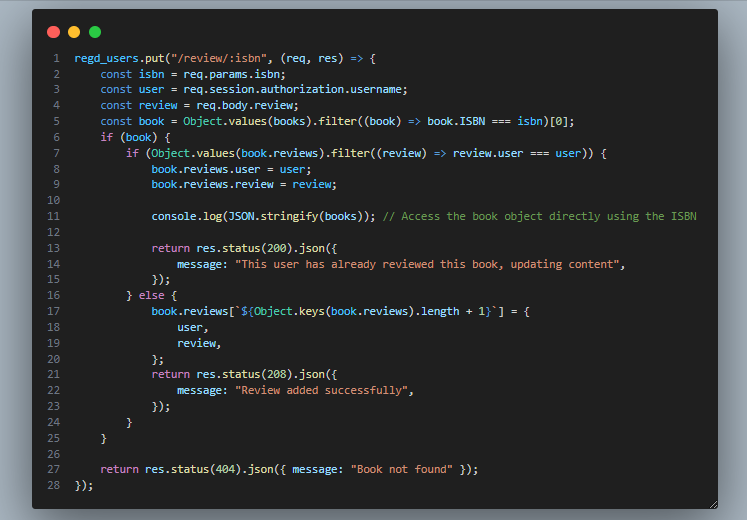 1 regd_users.put("/review/:isbn", (req, res) => {
2     const isbn = req.params.isbn;
3     const user = req.session.authorization.username;
4     const review = req.body.review;
5     const book = Object.values(books).filter((book) => book.ISBN === isbn)[0];
6     if (book) {
7         if (Object.values(book.reviews).filter((review) => review.user === user)) {
8             book.reviews.user = user;
9             book.reviews.review = review;
10
11             console.log(JSON.stringify(books)); // Access the book object directly using the ISBN
12
13             return res.status(200).json({
14                 message: "This user has already reviewed this book, updating content",
15             });
16         } else {
17             book.reviews[`${Object.keys(book.reviews).length + 1}`] = {
18                 user,
19                 review,
20             };
21             return res.status(208).json({
22                 message: "Review added successfully",
23             });
24         }
25     }
26
27     return res.status(404).json({ message: "Book not found" });
28 });